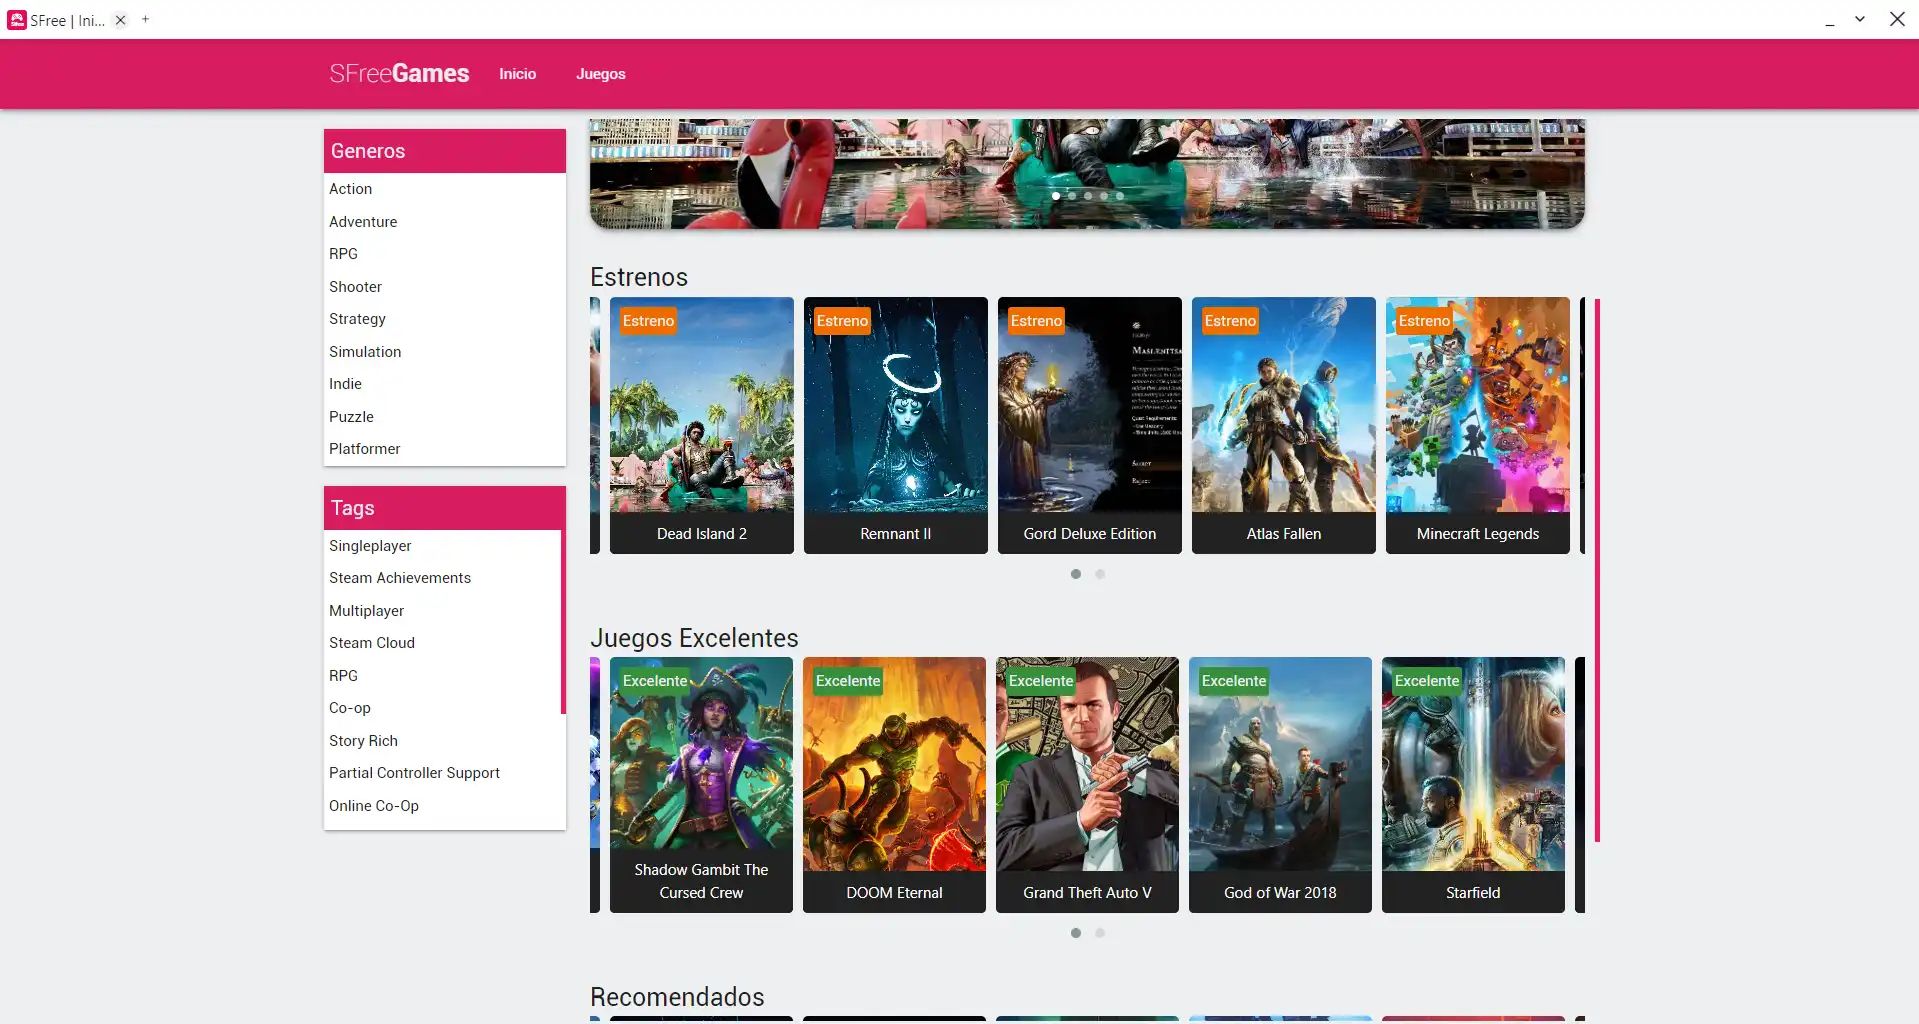 SFree | Ini...
SFreeGames
Inicio
Juegos
Generos
Action
Adventure
RPG
Shooter
Strategy
Simulation
Indie
Puzzle
Platformer
Tags
Singleplayer
Steam Achievements
Multiplayer
Steam Cloud
RPG
Co-op
Story Rich
Partial Controller Support
Online Co-Op
Estrenos
Estreno
Estreno
Estreno
Estreno
Estreno
Dead Island 2
Remnant II
Gord Deluxe Edition
Atlas Fallen
Minecraft Legends
Juegos Excelentes
Excelente
Excelente
Excelente
Excelente
Excelente
Shadow Gambit The
Cursed Crew
DOOM Eternal
Grand Theft Auto V
God of War 2018
Starfield
Recomendados